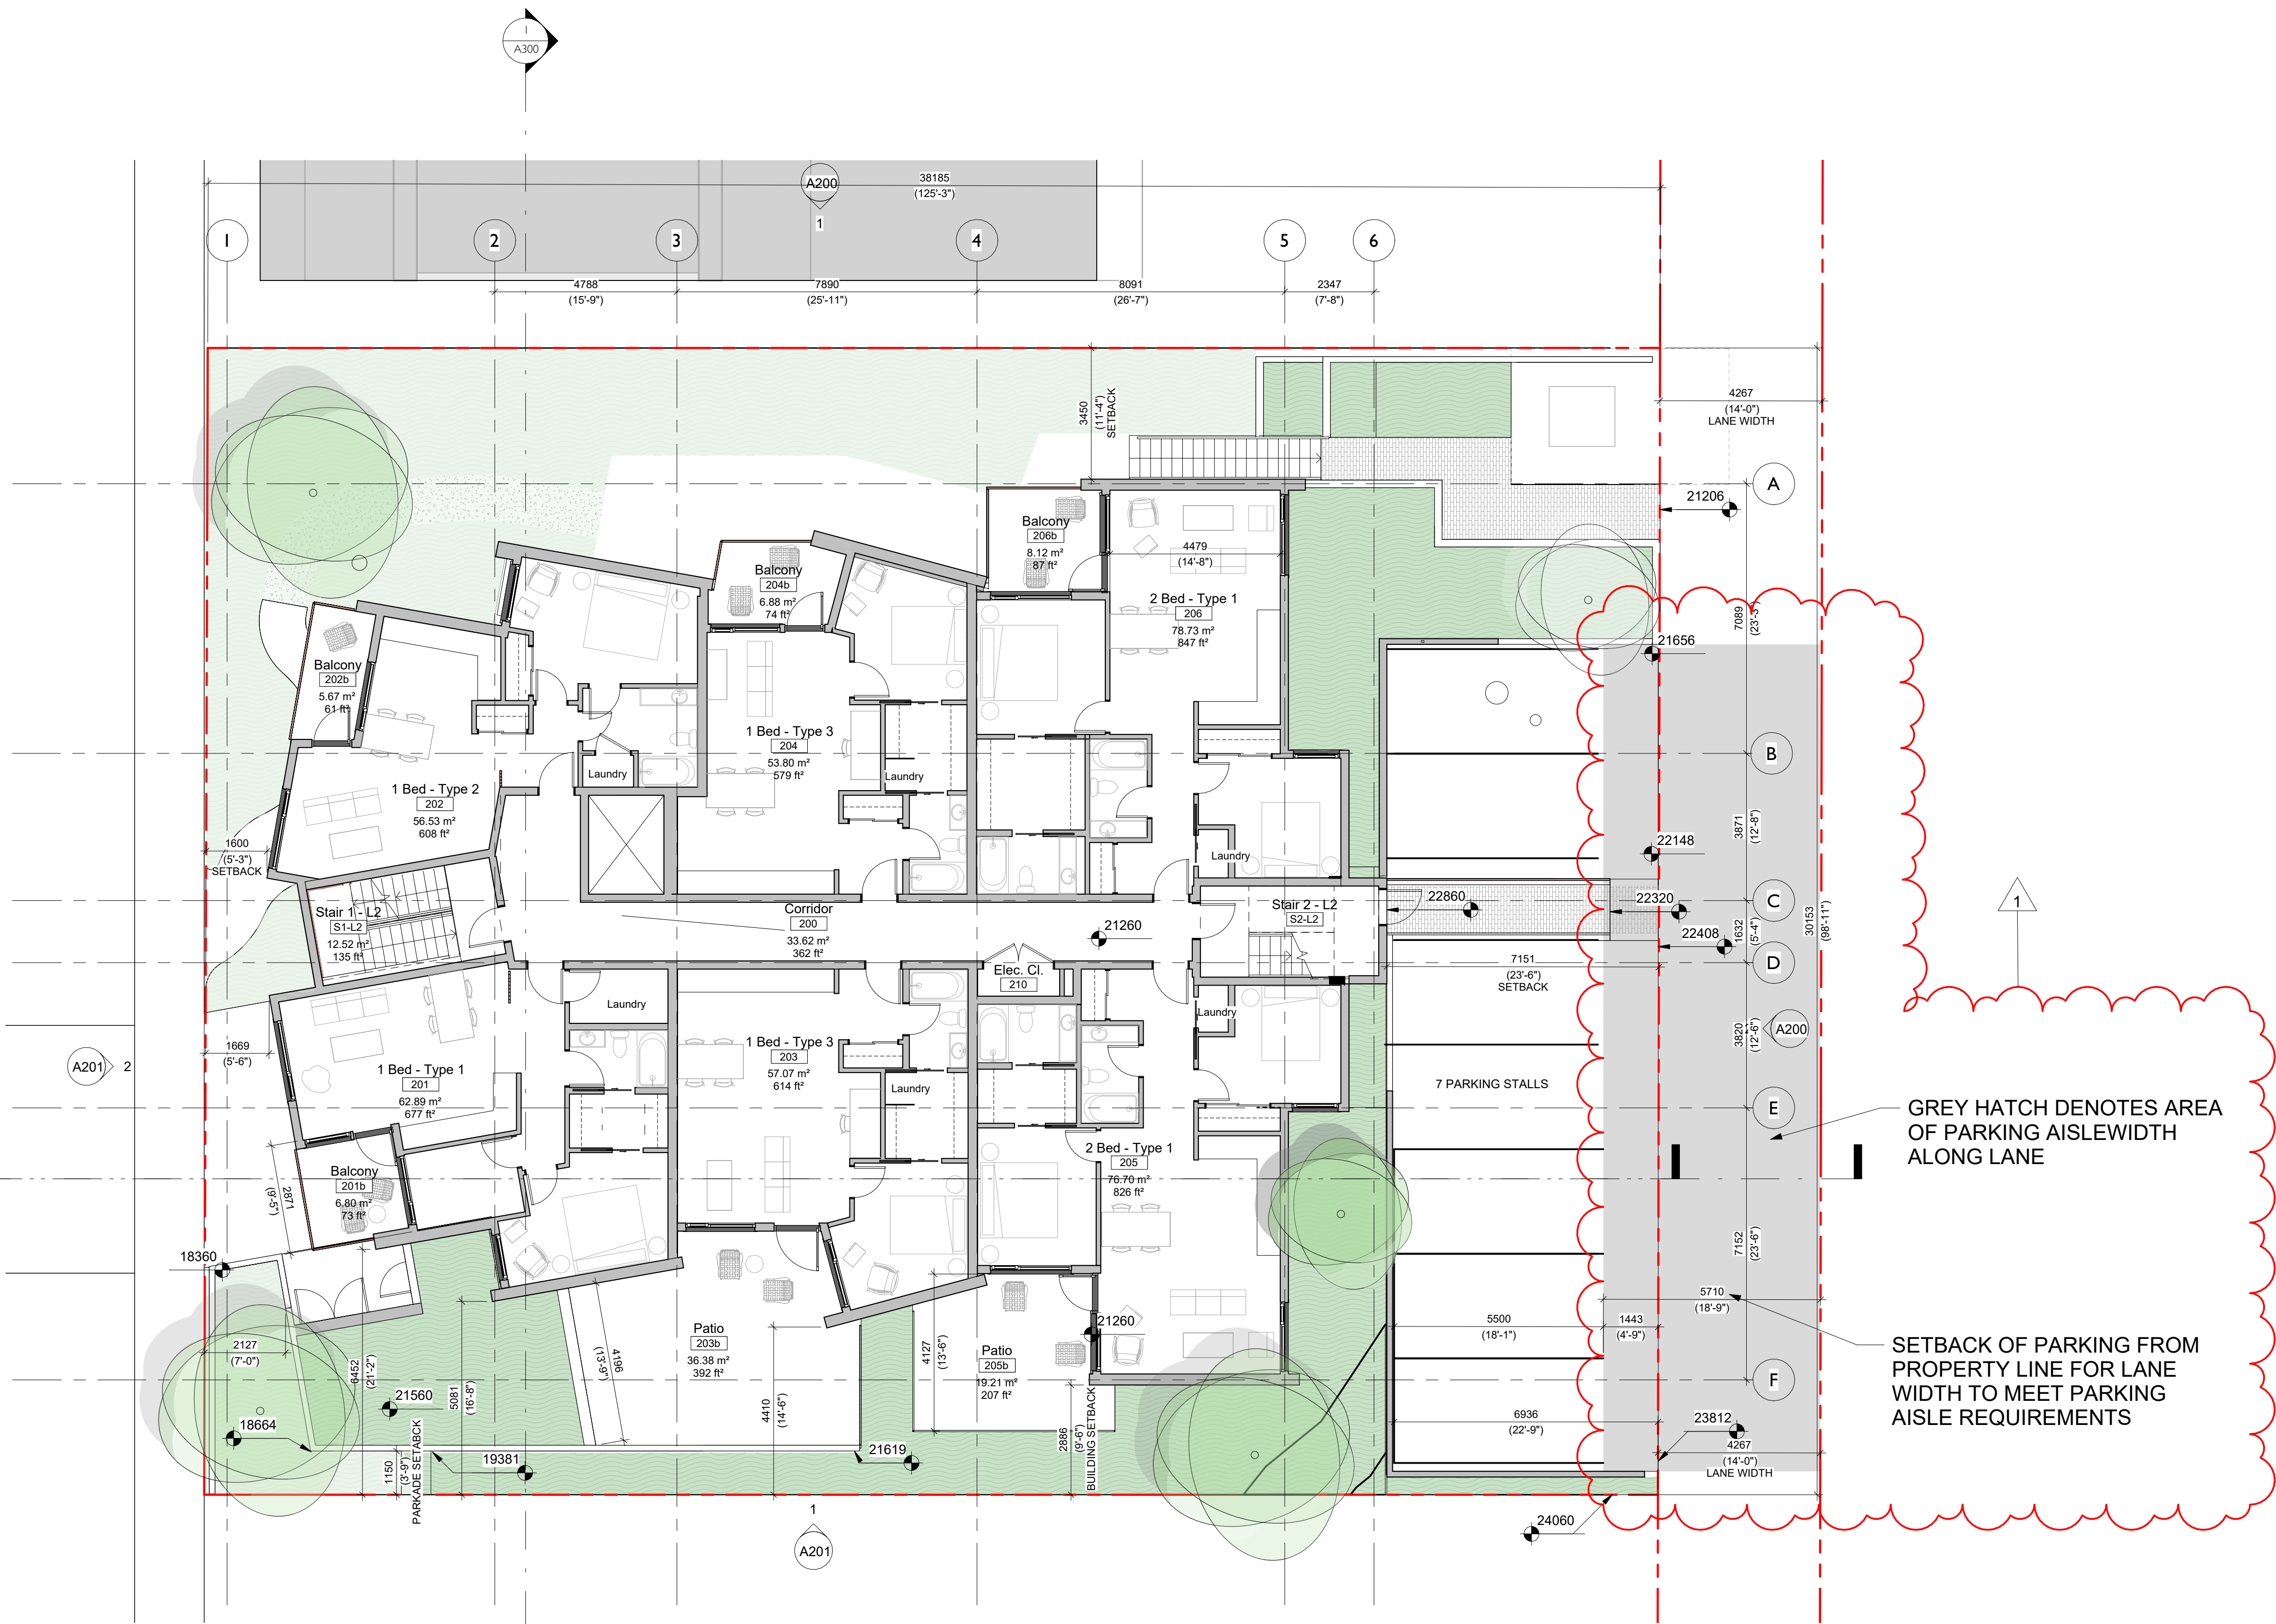 1
A300
38185
(125'-3")
A200
1
1
2
3
4
5
6
4788
(15'-9")
7890
(25'-11")
8091
(26'-7")
2347
(7'-8")
3450
(11'-4")
SETBACK
4267
(14'-0")
LANE WIDTH
A
21206
Balcony
206b
8.12 m²
87 ft²
4479
(14'-8")
Balcony
204b
6.88 m²
74 ft²
2 Bed - Type 1
206
78.73 m²
847 ft²
7089
(23'-3")
21656
Balcony
202b
5.67 m²
61 ft²
1 Bed - Type 3
204
53.80 m²
579 ft²
B
Laundry
Laundry
1 Bed - Type 2
202
56.53 m²
608 ft²
1600
(5'-3")
SETBACK
Laundry
3871
(12'-8")
22148
Stair 1 - L2
S1-L2
12.52 m²
135 ft²
Corridor
200
33.62 m²
362 ft²
21260
Stair 2 - L2
S2-L2
22860
22320
C
1
22408
1632
(5'-4")
30153
(98'-11")
D
7151
(23'-6")
SETBACK
Elec. Cl.
210
Laundry
Laundry
3820
(12'-6")
A200
1669
(5'-6")
A201
2
1 Bed - Type 1
201
62.89 m²
677 ft²
1 Bed - Type 3
203
57.07 m²
614 ft²
Laundry
7 PARKING STALLS
E
GREY HATCH DENOTES AREA
OF PARKING AISLEWIDTH
ALONG LANE
2 Bed - Type 1
205
76.70 m²
826 ft²
Balcony
201b
6.80 m²
73 ft²
2871
(9'-5")
18360
7152
(23'-6")
5710
(18'-9")
5500
(18'-1")
1443
(4'-9")
SETBACK OF PARKING FROM
PROPERTY LINE FOR LANE
WIDTH TO MEET PARKING
AISLE REQUIREMENTS
2127
(7'-0")
6452
(21'-2")
Patio
203b
36.38 m²
392 ft²
4196
(13'-9")
4127
(13'-6")
Patio
205b
19.21 m²
207 ft²
21260
F
21560
5081
(16'-8")
4410
(14'-6")
2886
(9'-6")
BUILDING SETBACK
6936
(22'-9")
23812
4267
(14'-0")
LANE WIDTH
18664
1150
(3'-9")
PARKADE SETABCK
19381
21619
24060
1
A201